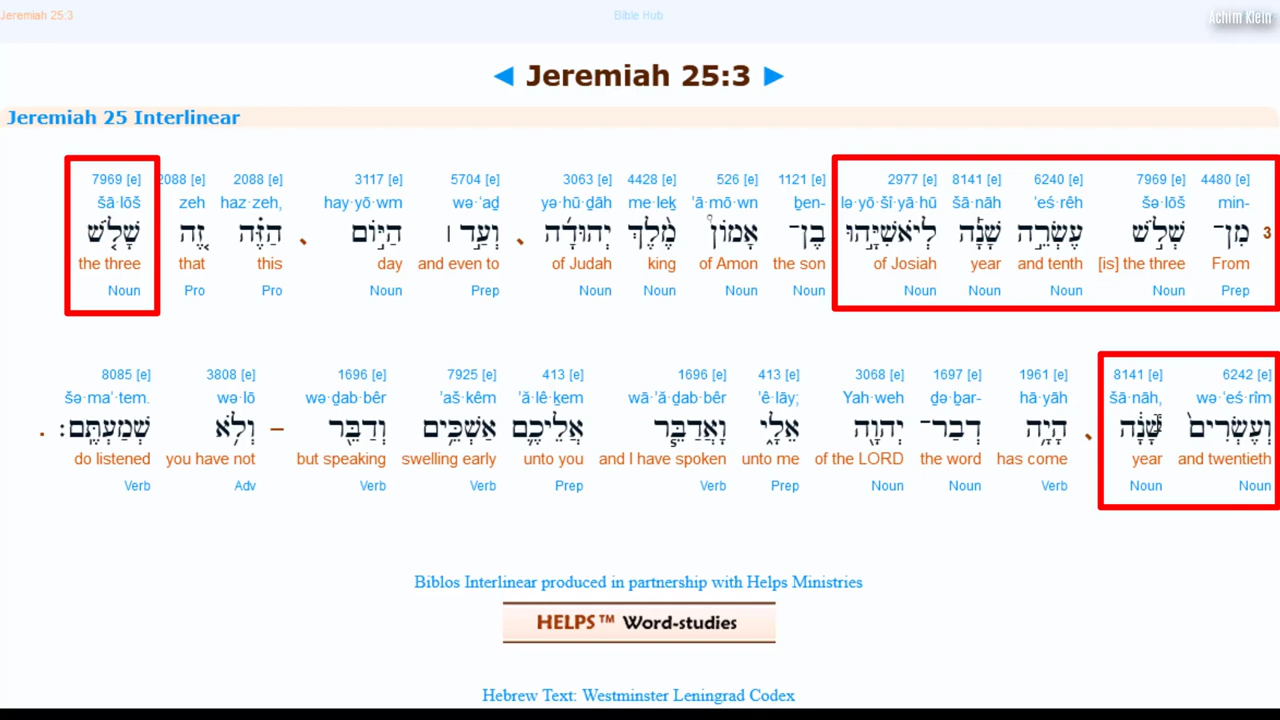 Jeremiah 25:3
Bible Hub
Achim Klein
◄ Jeremiah 25:3 ►
Jeremiah 25 Interlinear
7969 [e] 2088 [e] 2088 [e] 3117 [e] 5704 [e] 3063 [e] 4428 [e] 526 [e] 1121 [e] 2977 [e] 8141 [e] 6240 [e] 7969 [e] 4480 [e]
šā·lōš zeh haz·zeh, hay·yō·wm wə·‘aḏ yə·hū·ḏāh me·leḵ ’ā·mō·wn ḇen- lə·yō·šî·yā·hū šā·nāh ‘eś·rêh šə·lōš min-
3 מִן־ שְׁלֹ֣שׁ עֶשְׂרֵ֣ה שָׁנָ֡ה לְיֹאשִׁיָּ֣הוּ בֶן־ אָמוֹן֩ מֶ֨לֶךְ יְהוּדָ֜ה ، וְעַ֣ד ׀ הַיּ֣וֹם ، הַזֶּ֗ה זֶ֚ה שָׁלֹ֤שׁ
the three that this day and even to of Judah king of Amon the son of Josiah year and tenth [is] the three From
Noun Pro Pro Noun Prep Noun Noun Noun Noun Noun Noun Noun Noun Prep
8085 [e] 3808 [e] 1696 [e] 7925 [e] 413 [e] 1696 [e] 413 [e] 3068 [e] 1697 [e] 1961 [e] 8141 [e] 6242 [e]
šə·ma‘·tem. wə·lō wə·ḏab·bêr ’aš·kêm ’ă·lê·ḵem wā·’ă·ḏab·bêr ’ê·lāy; Yah·weh ḏə·ḇar- hā·yāh šā·nāh, wə·‘eś·rîm
וְעֶשְׂרִים֙ שָׁנָ֔ה ، הָיָ֥ה דְבַר־ יְהוָ֖ה אֵלָ֑י וָאֲדַבֵּ֧ר אֲלֵיכֶ֛ם אַשְׁכֵּ֥ים וְדַבֵּ֖ר – וְלֹ֥א שְׁמַעְתֶּֽם׃ .
do listened you have not but speaking swelling early unto you and I have spoken unto me of the LORD the word has come year and twentieth
Verb Adv Verb Verb Prep Verb Prep Noun Noun Verb Noun Noun
Biblos Interlinear produced in partnership with Helps Ministries
HELPS™ Word-studies
Hebrew Text: Westminster Leningrad Codex